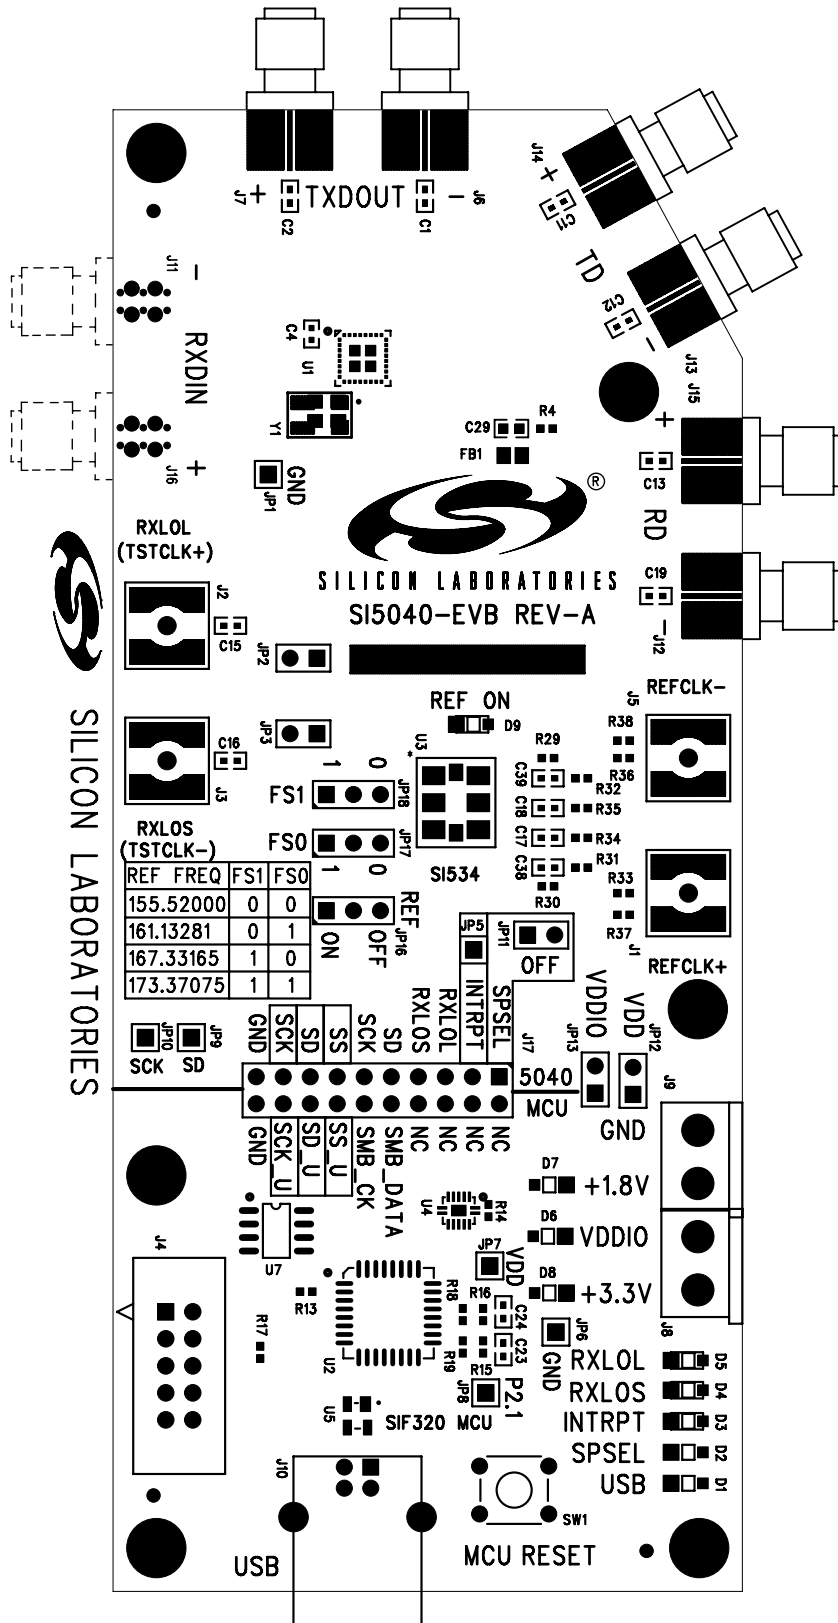 J7
+
TXDOUT
-
J6
C2
C1
J14
+
C11
TD
C12
-
J13
J15
J11
-
RXDIN
+
J16
C4
U1
Y1
JP1
GND
C29
R4
FB1
®
SILICON LABORATORIES
SI5040-EVB REV-A
+
C13
RD
C19
-
J12
RXLOL
(TSTCLK+)
J2
C15
JP2
JP3
C16
J3
RXLOS
(TSTCLK-)
SILICON LABORATORIES
REF ON
D9
U3
SI534
1 0
FS1
JP18
FS0
JP17
1 0
REF
ON
OFF
JP16
REF FREQ FS1 FS0
155.52000 0 0
161.13281 0 1
167.33165 1 0
173.37075 1 1
R29
C39
R32
C18
R35
C17
R34
C38
R31
R30
J5
REFCLK-
R38
R36
R33
R37
J1
REFCLK+
JP5
JP11
OFF
JP10
SCK
JP9
SD
GND
SCK
SD
SS
SCK
SD
RXLOS
RXLOL
INTRPT
SPSEL
J17
5040
MCU
GND
SCK_U
SD_U
SS_U
SMB_CK
SMB_DATA
NC
NC
NC
NC
VDDIO
JP13
VDD
JP12
J9
GND
D7
+1.8V
D6
VDDIO
D8
+3.3V
J8
U4
R14
JP7
VDD
J4
U7
R13
R17
U2
R18
R16
C24
R19
R15
C23
JP6
GND
JP8
P2.1
U5
SIF320 MCU
RXLOL
D5
RXLOS
D4
INTRPT
D3
SPSEL
D2
USB
D1
J10
USB
SW1
MCU RESET